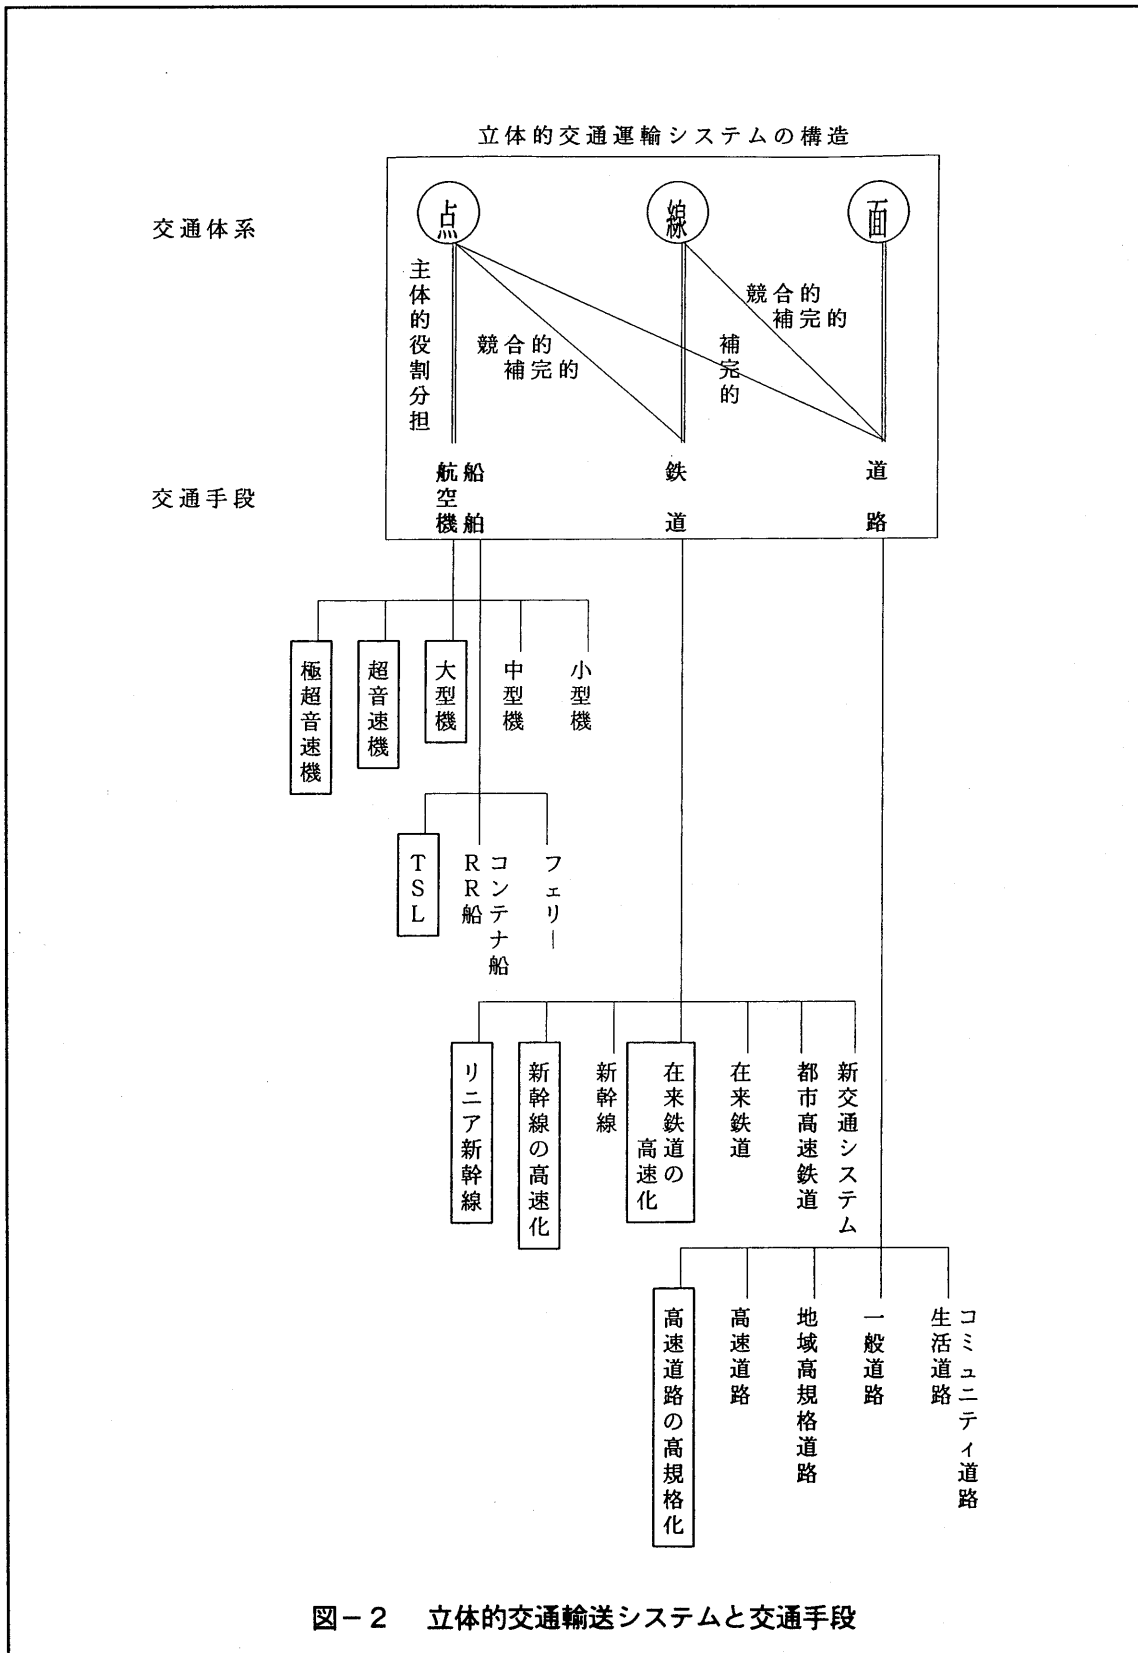 立体的交通運輸システムの構造
交通体系
点
線
面
主体的役割分担
競合的
補完的
補完的
競合的
補完的
交通手段
航空機
船舶
鉄道
道路
極超音速機
超音速機
大型機
中型機
小型機
TSL
RR船
コンテナ船
フェリー
リニア新幹線
新幹線の高速化
新幹線
在来鉄道の
高速化
在来鉄道
都市高速鉄道
新交通システム
高速道路の高規格化
高速道路
地域高規格道路
一般道路
生活道路
コミュニティ道路
図－2 立体的交通輸送システムと交通手段